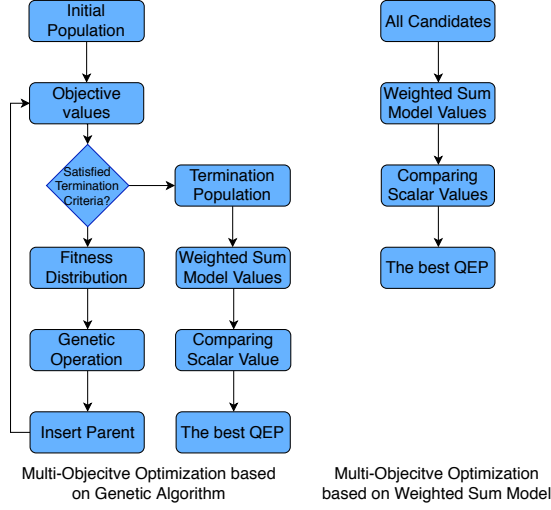 Initial
Population
Objective
values
Satisfied
Termination
Criteria?
Termination
Population
Fitness
Distribution
Weighted Sum
Model Values
Genetic
Operation
Comparing
Scalar Value
Insert Parent
The best QEP
Multi-Objecitve Optimization based
on Genetic Algorithm
All Candidates
Weighted Sum
Model Values
Comparing
Scalar Values
The best QEP
Multi-Objecitve Optimization
based on Weighted Sum Model